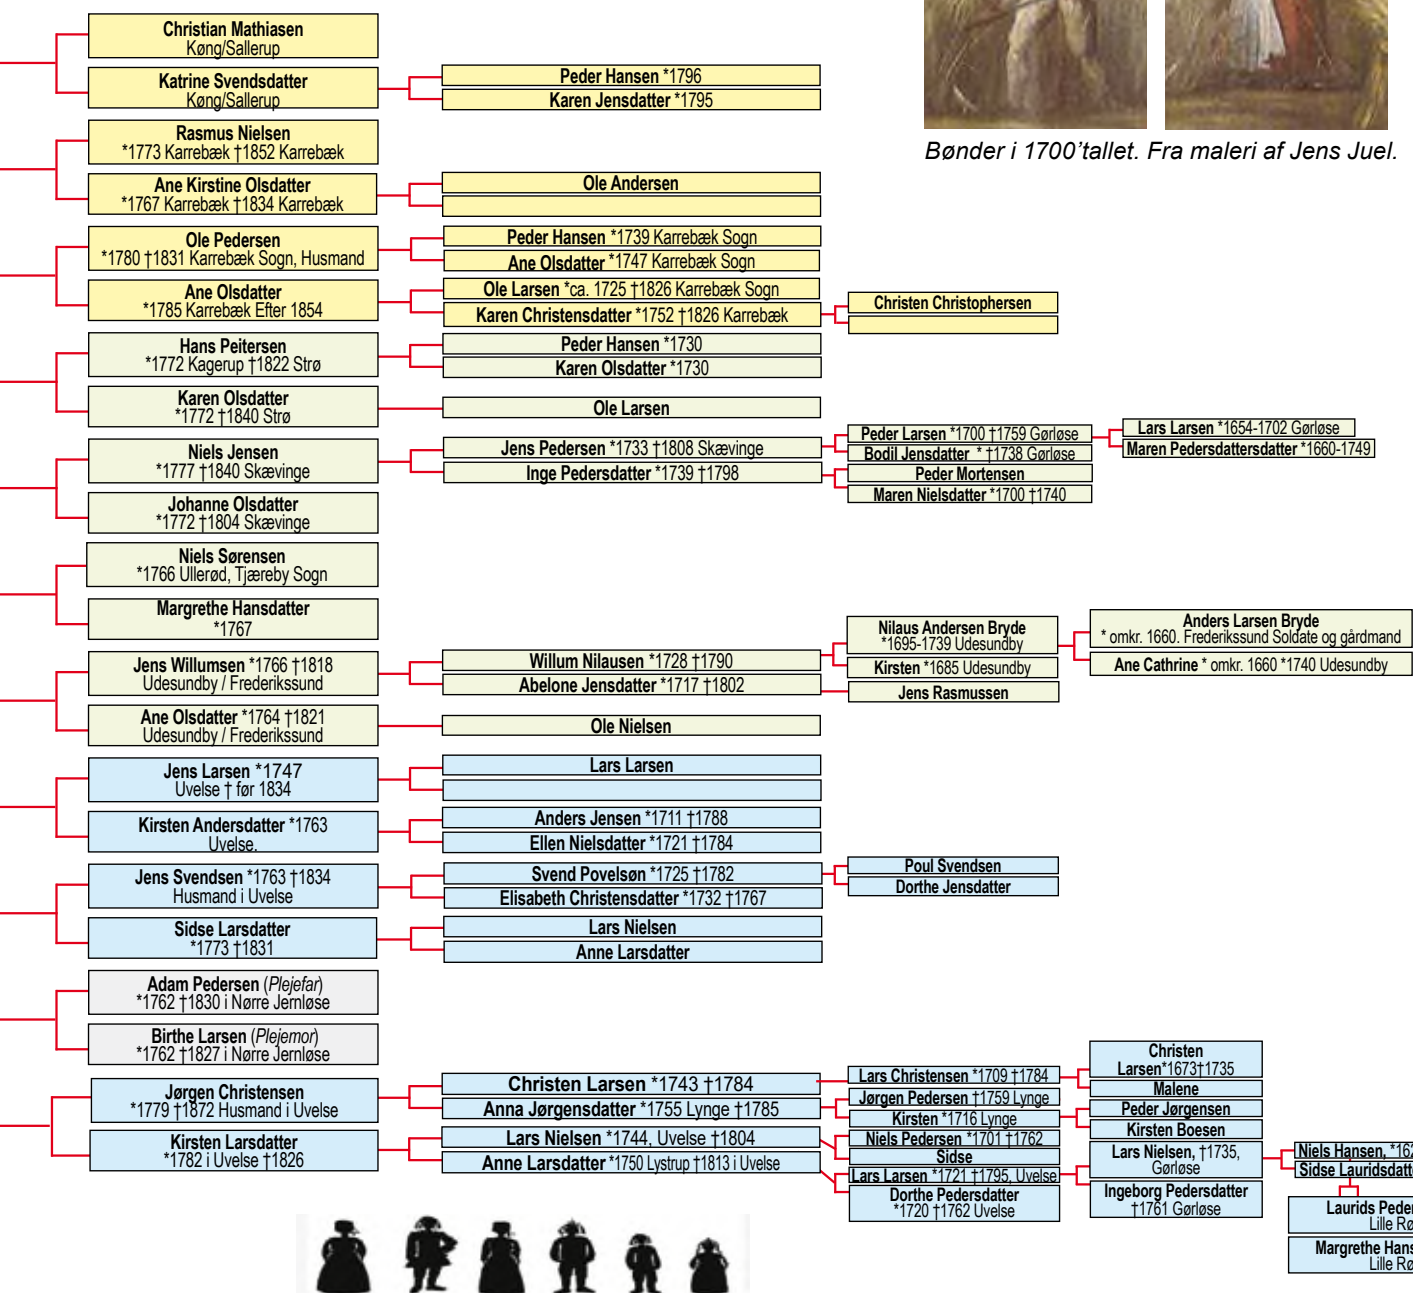 Christian Mathiasen
Køng/Sallerup
Katrine Svendsdatter
Køng/Sallerup
Peder Hansen *1796
Karen Jensdatter *1795
Bønder i 1700'tallet. Fra maleri af Jens Juel.
Rasmus Nielsen
*1773 Karrebæk †1852 Karrebæk
Ane Kirstine Olsdatter
*1767 Karrebæk †1834 Karrebæk
Ole Andersen
Ole Pedersen
*1780 †1831 Karrebæk Sogn, Husmand
Peder Hansen *1739 Karrebæk Sogn
Ane Olsdatter *1747 Karrebæk Sogn
Ane Olsdatter
*1785 Karrebæk Efter 1854
Ole Larsen *ca. 1725 †1826 Karrebæk Sogn
Karen Christensdatter *1752 †1826 Karrebæk
Christen Christophersen
Hans Peitersen
*1772 Kagerup †1822 Strø
Peder Hansen *1730
Karen Olsdatter *1730
Karen Olsdatter
*1772 †1840 Strø
Ole Larsen
Niels Jensen
*1777 †1840 Skævinge
Jens Pedersen *1733 †1808 Skævinge
Inge Pedersdatter *1739 †1798
Peder Larsen *1700 †1759 Gørløse
Bodil Jensdatter * †1738 Gørløse
Peder Mortensen
Maren Nielsdatter *1700 †1740
Lars Larsen *1654-1702 Gørløse
Maren Pedersdattersdatter *1660-1749
Johanne Olsdatter
*1772 †1804 Skævinge
Niels Sørensen
*1766 Ullerød, Tjæreby Sogn
Margrethe Hansdatter
*1767
Jens Willumsen *1766 †1818
Udesundby / Frederikssund
Willum Nilausen *1728 †1790
Abelone Jensdatter *1717 †1802
Nilaus Andersen Bryde
*1695-1739 Udesundby
Kirsten *1685 Udesundby
Jens Rasmussen
Anders Larsen Bryde
* omkr. 1660. Frederikssund Soldate og gårdmand
Ane Cathrine * omkr. 1660 *1740 Udesundby
Ane Olsdatter *1764 †1821
Udesundby / Frederikssund
Ole Nielsen
Jens Larsen *1747
Uvelse † før 1834
Lars Larsen
Kirsten Andersdatter *1763
Uvelse.
Anders Jensen *1711 †1788
Ellen Nielsdatter *1721 †1784
Jens Svendsen *1763 †1834
Husmand i Uvelse
Svend Povelsøn *1725 †1782
Elisabeth Christensdatter *1732 †1767
Poul Svendsen
Dorthe Jensdatter
Sidse Larsdatter
*1773 †1831
Lars Nielsen
Anne Larsdatter
Adam Pedersen (Plejefar)
*1762 †1830 i Nørre Jernløse
Birthe Larsen (Plejemor)
*1762 †1827 i Nørre Jernløse
Jørgen Christensen
*1779 †1872 Husmand i Uvelse
Christen Larsen *1743 †1784
Anna Jørgensdatter *1755 Lynge †1785
Lars Christensen *1709 †1784
Jørgen Pedersen †1759 Lynge
Kirsten *1716 Lynge
Christen
Larsen*1673†1735
Malene
Peder Jørgensen
Kirsten Boesen
Kirsten Larsdatter
*1782 i Uvelse †1826
Lars Nielsen *1744, Uvelse †1804
Anne Larsdatter *1750 Lystrup †1813 i Uvelse
Niels Pedersen *1701 †1762
Sidse
Lars Larsen *1721 †1795, Uvelse
Dorthe Pedersdatter
*1720 †1762 Uvelse
Lars Nielsen, †1735,
Gørløse
Ingeborg Pedersdatter
†1761 Gørløse
Niels Hansen, *16
Sidse Lauridsdatt
Laurids Peder
Lille Rø
Margrethe Hans
Lille Rø